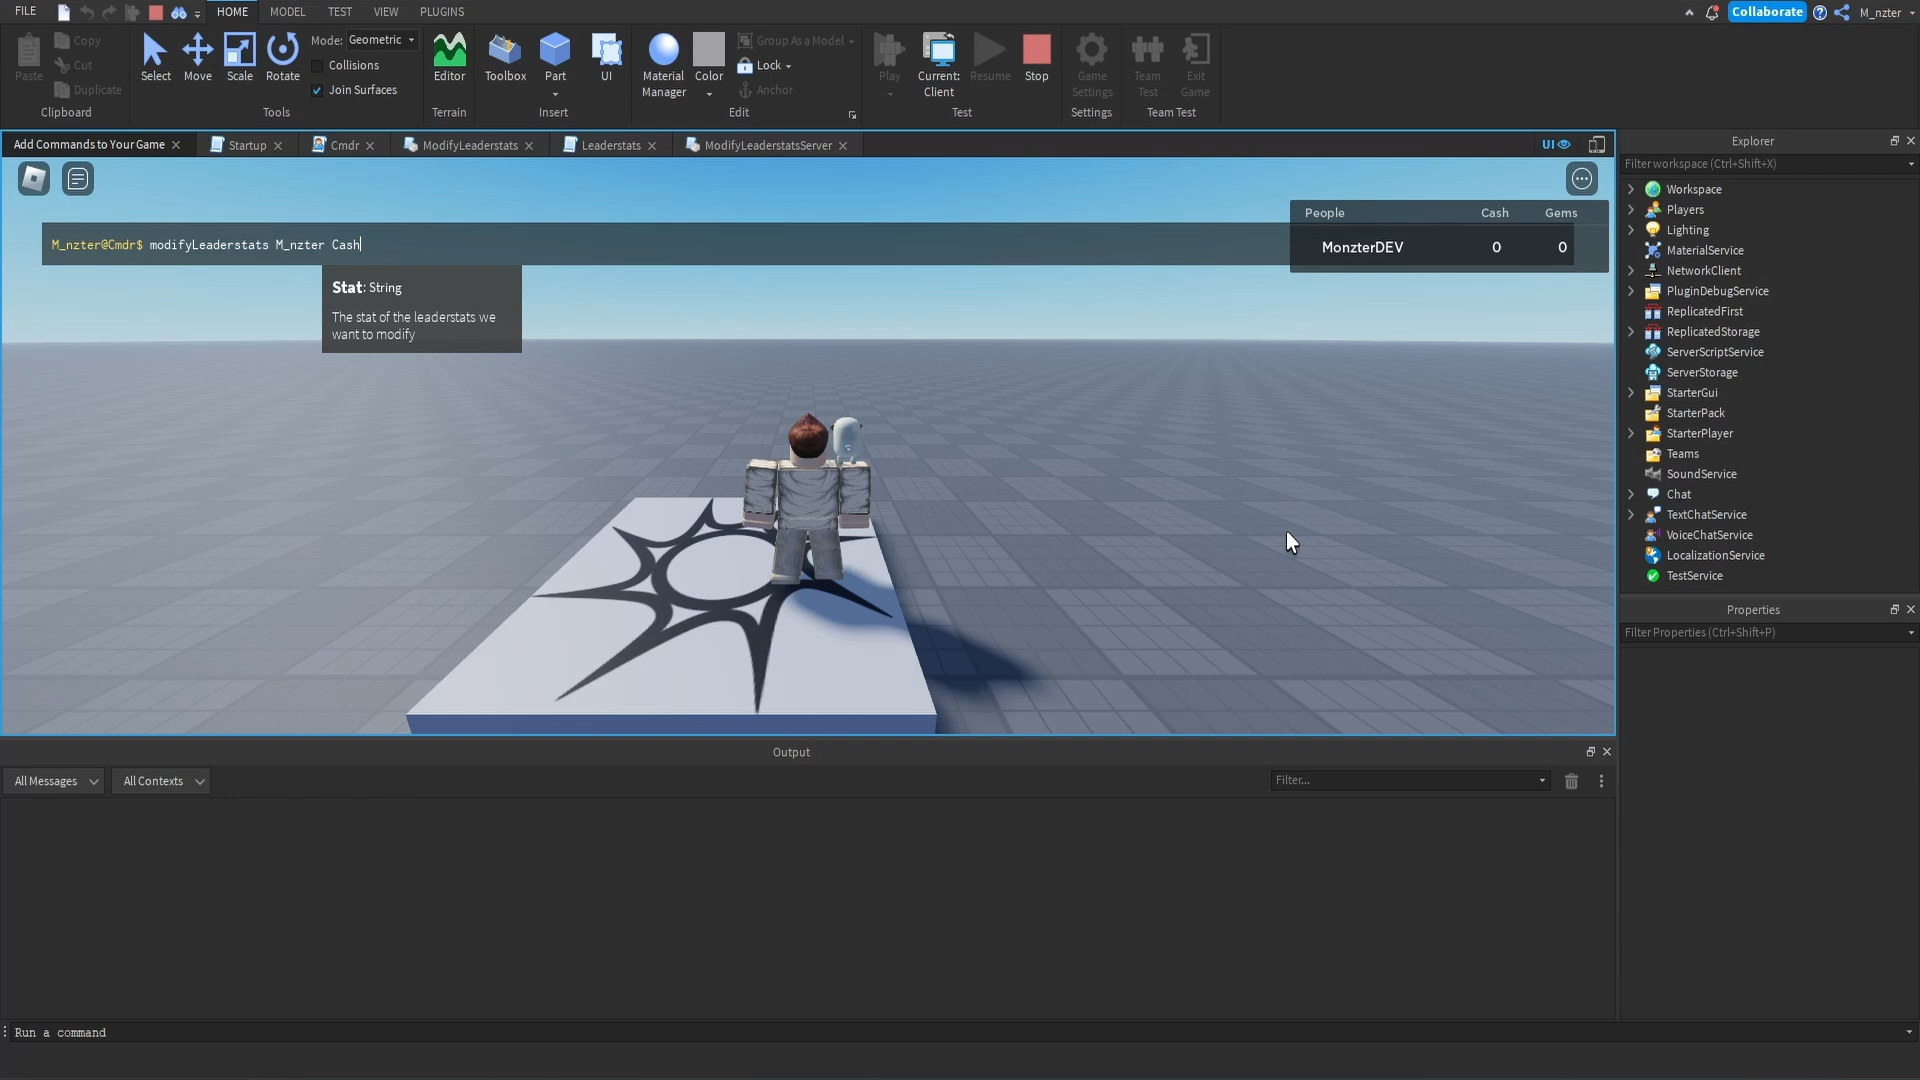 FILE HOME MODEL TEST VIEW PLUGINS Collaborate M_nzter
Paste
Copy
Cut
Duplicate
Clipboard
Select Move Scale Rotate
Mode: Geometric
Collisions
Join Surfaces
Tools
Editor
Terrain
Toolbox Part UI
Insert
Material
Manager
Color
Group As a Model
Lock
Anchor
Edit
Play
Current:
Client
Resume
Stop
Test
Game
Settings
Settings
Team
Test
Exit
Game
Team Test
Add Commands to Your Game Startup Cmdr ModifyLeaderstats Leaderstats ModifyLeaderstatsServer UI
M_nzter@Cmdr$ modifyLeaderstats M_nzter Cash
Stat: String
The stat of the leaderstats we
want to modify
People Cash Gems
MonzterDEV 0 0
Explorer
Filter workspace (Ctrl+Shift+X)
Workspace
Players
Lighting
MaterialService
NetworkClient
PluginDebugService
ReplicatedFirst
ReplicatedStorage
ServerScriptService
ServerStorage
StarterGui
StarterPack
StarterPlayer
Teams
SoundService
Chat
TextChatService
VoiceChatService
LocalizationService
TestService
Properties
Filter Properties (Ctrl+Shift+P)
Output
All Messages All Contexts Filter...
Run a command